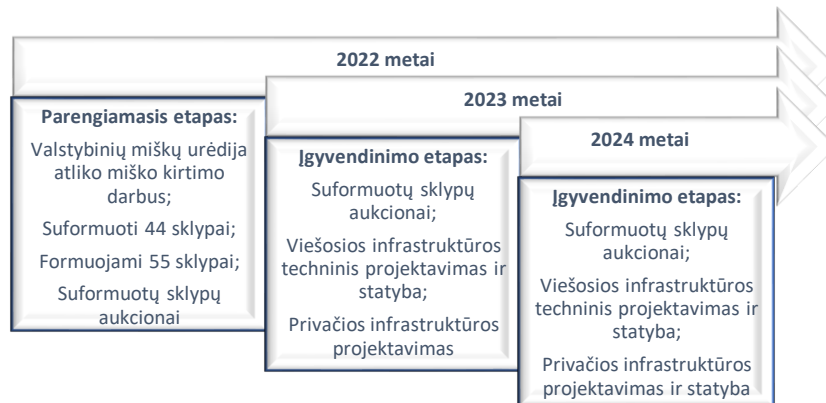 2022 metai
Parengiamasis etapas:
Valstybinių miškų urėdija
atliko miško kirtimo
darbus;
Suformuoti 44 sklypai;
Formuojami 55 sklypai;
Suformuotų sklypų
aukcionai
2023 metai
Įgyvendinimo etapas:
Suformuotų sklypų
aukcionai;
Viešosios infrastruktūros
techninis projektavimas ir
statyba;
Privačios infrastruktūros
projektavimas
2024 metai
Įgyvendinimo etapas:
Suformuotų sklypų
aukcionai;
Viešosios infrastruktūros
techninis projektavimas ir
statyba;
Privačios infrastruktūros
projektavimas ir statyba